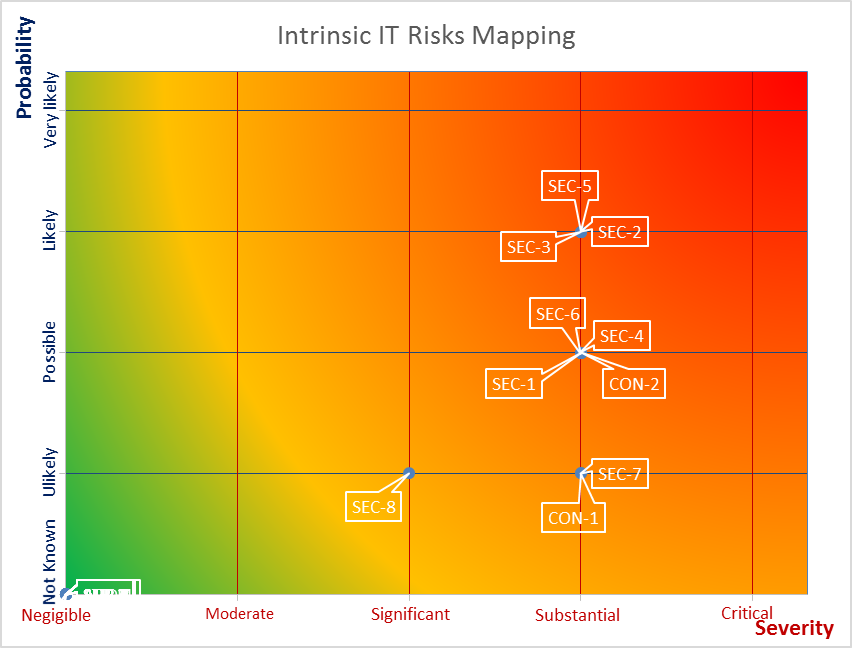 Intrinsic IT Risks Mapping
Probability
Very likely
Likely
Possible
Ulikely
Not Known
SEC-5
SEC-2
SEC-3
SEC-6
SEC-4
SEC-1
CON-2
SEC-8
SEC-7
CON-1
Negigible
Moderate
Significant
Substantial
Critical
Severity